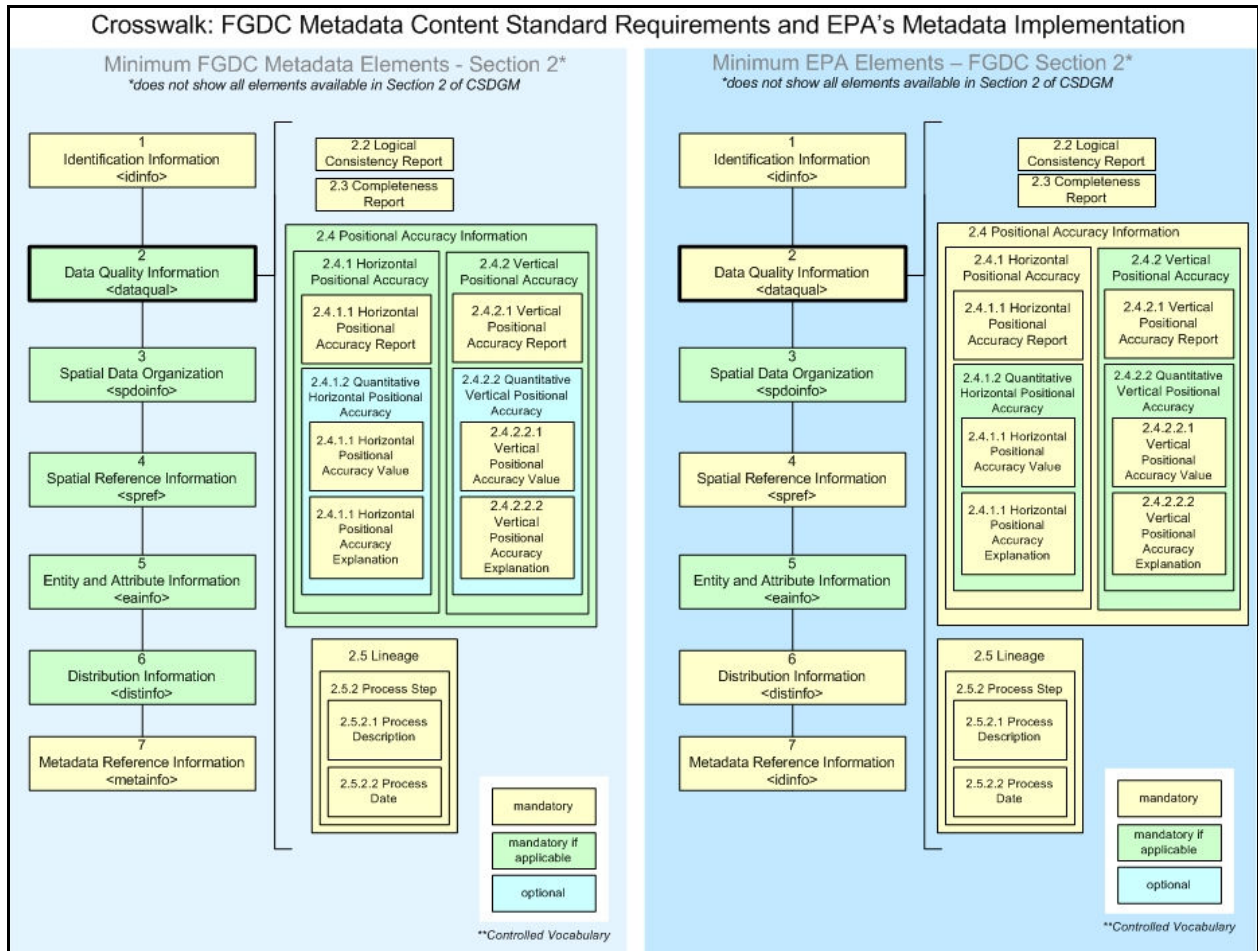 Crosswalk: FGDC Metadata Content Standard Requirements and EPA's Metadata Implementation
Minimum FGDC Metadata Elements - Section 2*
*does not show all elements available in Section 2 of CSDGM
1
Identification Information
<idinfo>
2
Data Quality Information
<dataqual>
3
Spatial Data Organization
<spdoinfo>
4
Spatial Reference Information
<spref>
5
Entity and Attribute Information
<eainfo>
6
Distribution Information
<distinfo>
7
Metadata Reference Information
<metainfo>
2.2 Logical
Consistency Report
2.3 Completeness
Report
2.4 Positional Accuracy Information
2.4.1 Horizontal
Positional Accuracy
2.4.1.1 Horizontal
Positional
Accuracy Report
2.4.1.2 Quantitative
Horizontal Positional
Accuracy
2.4.1.1 Horizontal
Positional
Accuracy Value
2.4.1.1 Horizontal
Positional
Accuracy
Explanation
2.4.2 Vertical
Positional Accuracy
2.4.2.1 Vertical
Positional
Accuracy Report
2.4.2.2 Quantitative
Vertical Positional
Accuracy
2.4.2.2.1
Vertical
Positional
Accuracy Value
2.4.2.2.2
Vertical
Positional
Accuracy
Explanation
2.5 Lineage
2.5.2 Process Step
2.5.2.1 Process
Description
2.5.2.2 Process
Date
mandatory
mandatory if
applicable
optional
**Controlled Vocabulary
Minimum EPA Elements – FGDC Section 2*
*does not show all elements available in Section 2 of CSDGM
1
Identification Information
<idinfo>
2
Data Quality Information
<dataqual>
3
Spatial Data Organization
<spdoinfo>
4
Spatial Reference Information
<spref>
5
Entity and Attribute Information
<eainfo>
6
Distribution Information
<distinfo>
7
Metadata Reference Information
<idinfo>
2.2 Logical
Consistency Report
2.3 Completeness
Report
2.4 Positional Accuracy Information
2.4.1 Horizontal
Positional Accuracy
2.4.1.1 Horizontal
Positional
Accuracy Report
2.4.1.2 Quantitative
Horizontal Positional
Accuracy
2.4.1.1 Horizontal
Positional
Accuracy Value
2.4.1.1 Horizontal
Positional
Accuracy
Explanation
2.4.2 Vertical
Positional Accuracy
2.4.2.1 Vertical
Positional
Accuracy Report
2.4.2.2 Quantitative
Vertical Positional
Accuracy
2.4.2.2.1
Vertical
Positional
Accuracy Value
2.4.2.2.2
Vertical
Positional
Accuracy
Explanation
2.5 Lineage
2.5.2 Process Step
2.5.2.1 Process
Description
2.5.2.2 Process
Date
mandatory
mandatory if
applicable
optional
**Controlled Vocabulary